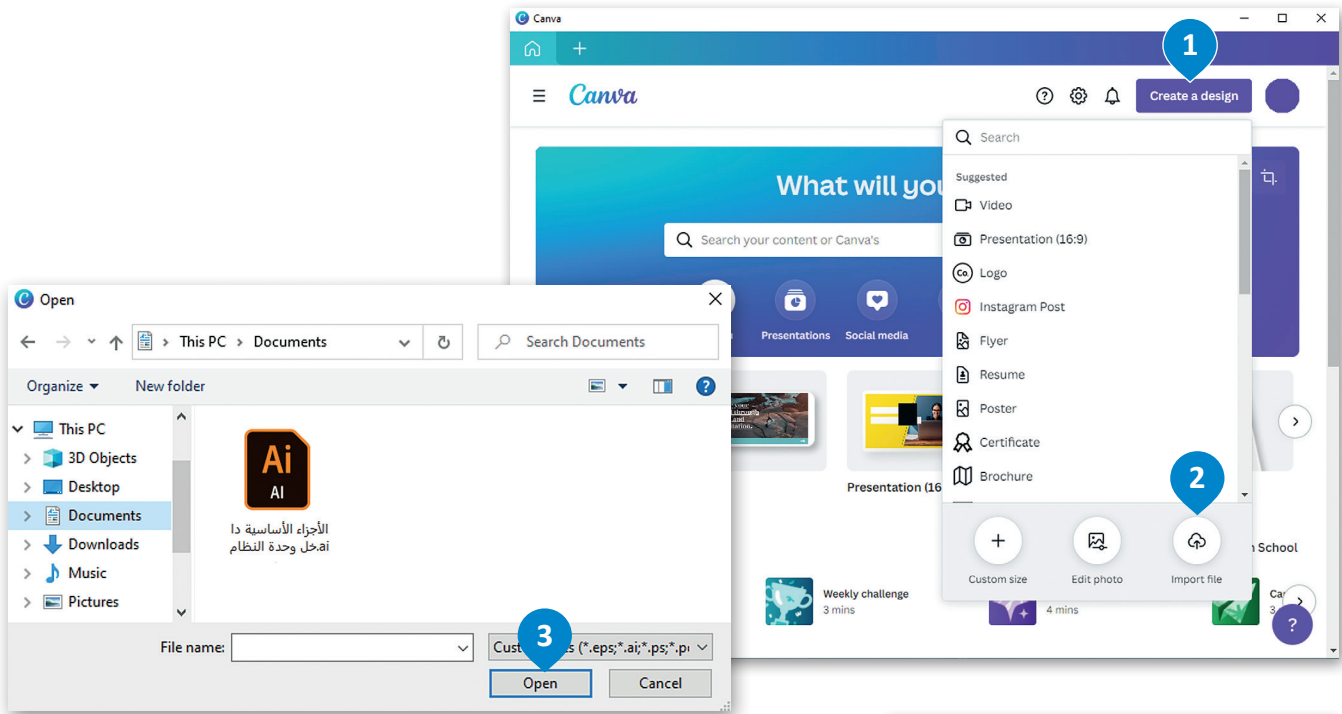 Canva
1
Canva
Create a design
Search
What will you
Suggested
Video
Search your content or Canva's
Presentation (16:9)
Co.
Logo
Instagram Post
Presentations
Social media
Flyer
Resume
Poster
Certificate
Brochure
Presentation (16
2
Custom size
Edit photo
Import file
School
Weekly challenge
3 mins
4 mins
Ca
3
?
Open
This PC > Documents
Search Documents
Organize
New folder
?
This PC
3D Objects
Desktop
Documents
Downloads
Music
Pictures
Ai
AI
الأجزاء الأساسية دا
خل وحدة النظام.ai
File name:
3
Cust
s (*.eps;*.ai;*.ps;*.p
Open
Cancel